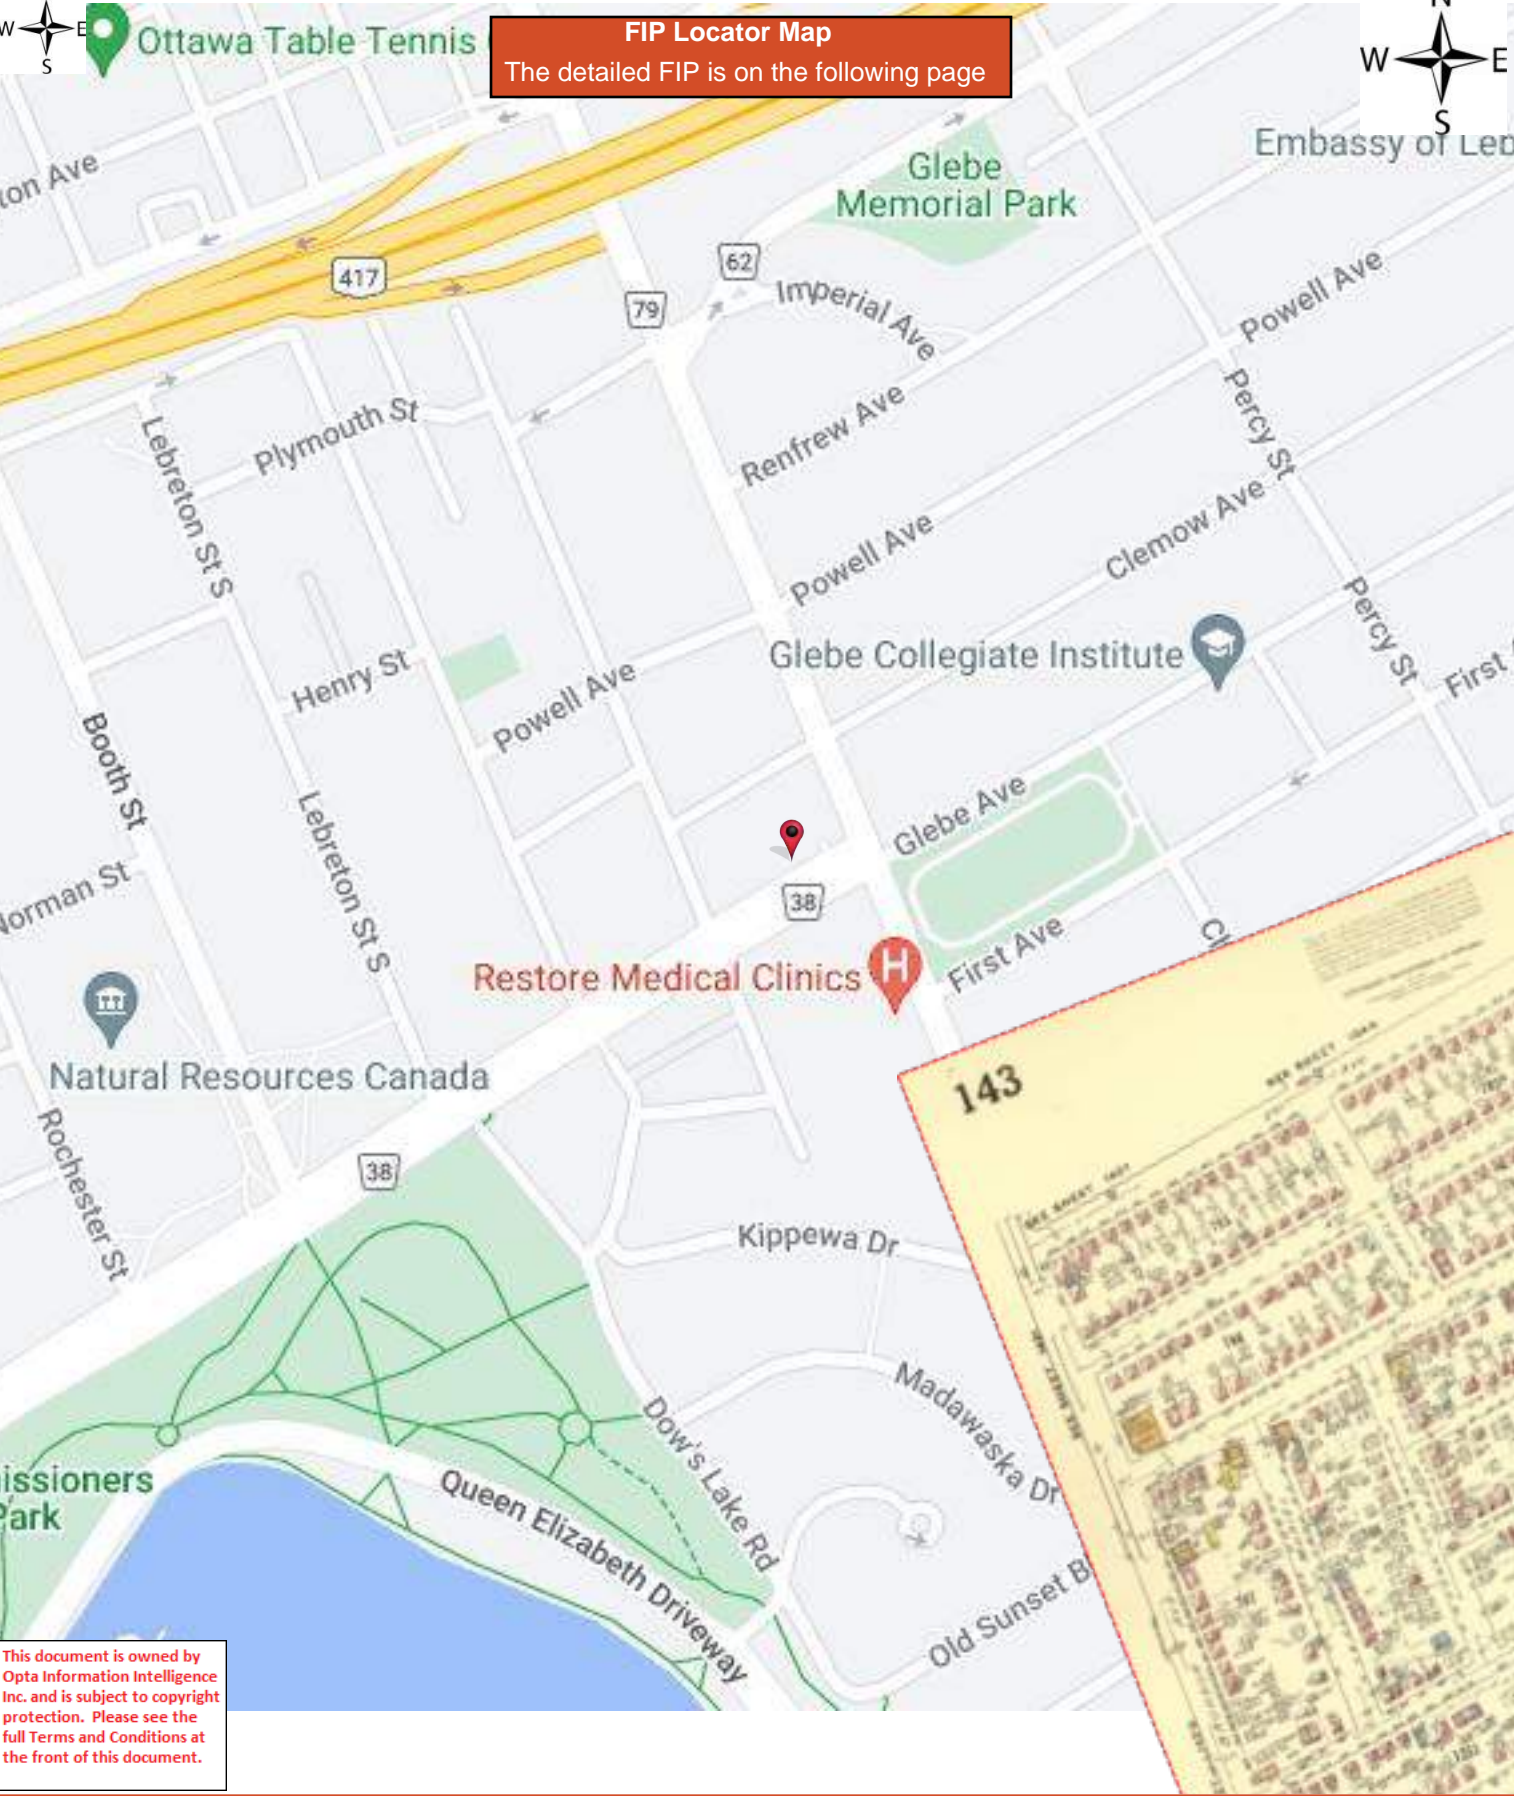 W
E
S
Ottawa Table Tennis
FIP Locator Map
The detailed FIP is on the following page
N
W
E
S
Embassy of Leb
ton Ave
Glebe
Memorial Park
417
62
79
Imperial Ave
Powell Ave
Renfrew Ave
Percy St
Plymouth St
Lebreton St S
Powell Ave
Clemow Ave
Percy St
Glebe Collegiate Institute
First
Henry St
Powell Ave
Booth St
Lebreton St S
Glebe Ave
Norman St
38
First Ave
Cl
Restore Medical Clinics
H
Natural Resources Canada
143
Rochester St
38
Kippewa Dr
Madawaska Dr
Dow's Lake Rd
issioners
Park
Queen Elizabeth Driveway
Old Sunset B
This document is owned by
Opta Information Intelligence
Inc. and is subject to copyright
protection. Please see the
full Terms and Conditions at
the front of this document.